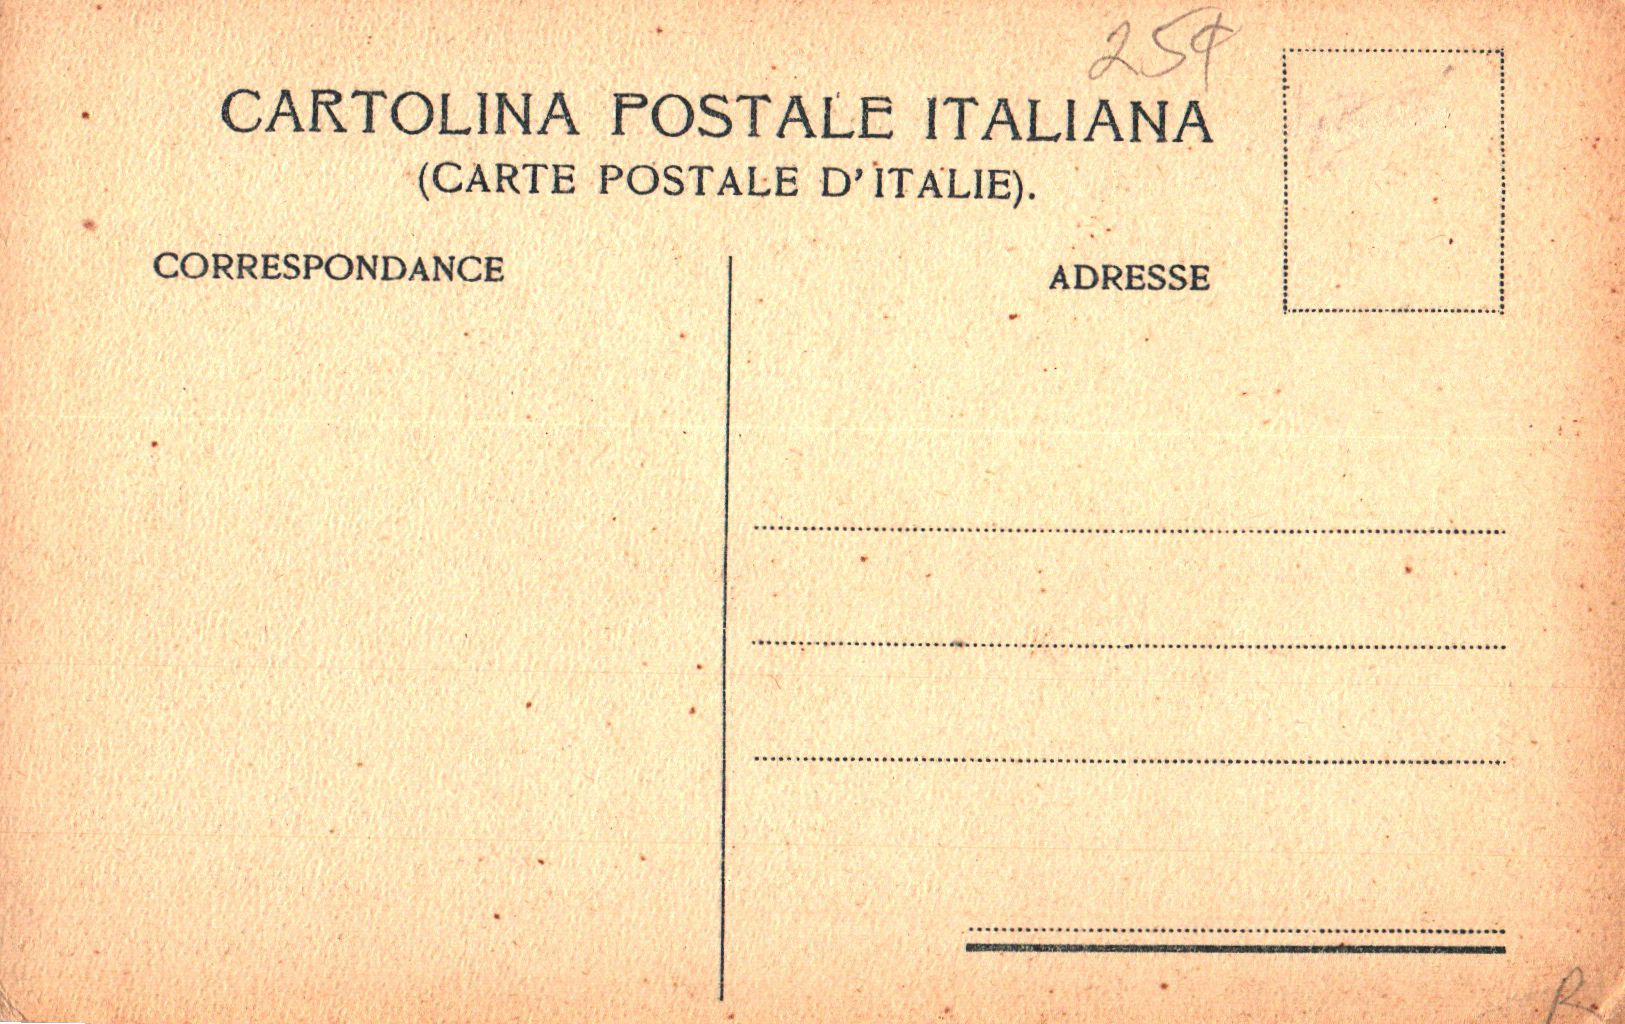 25¢
CARTOLINA POSTALE ITALIANA
(CARTE POSTALE D'ITALIE).
CORRESPONDANCE
ADRESSE
R